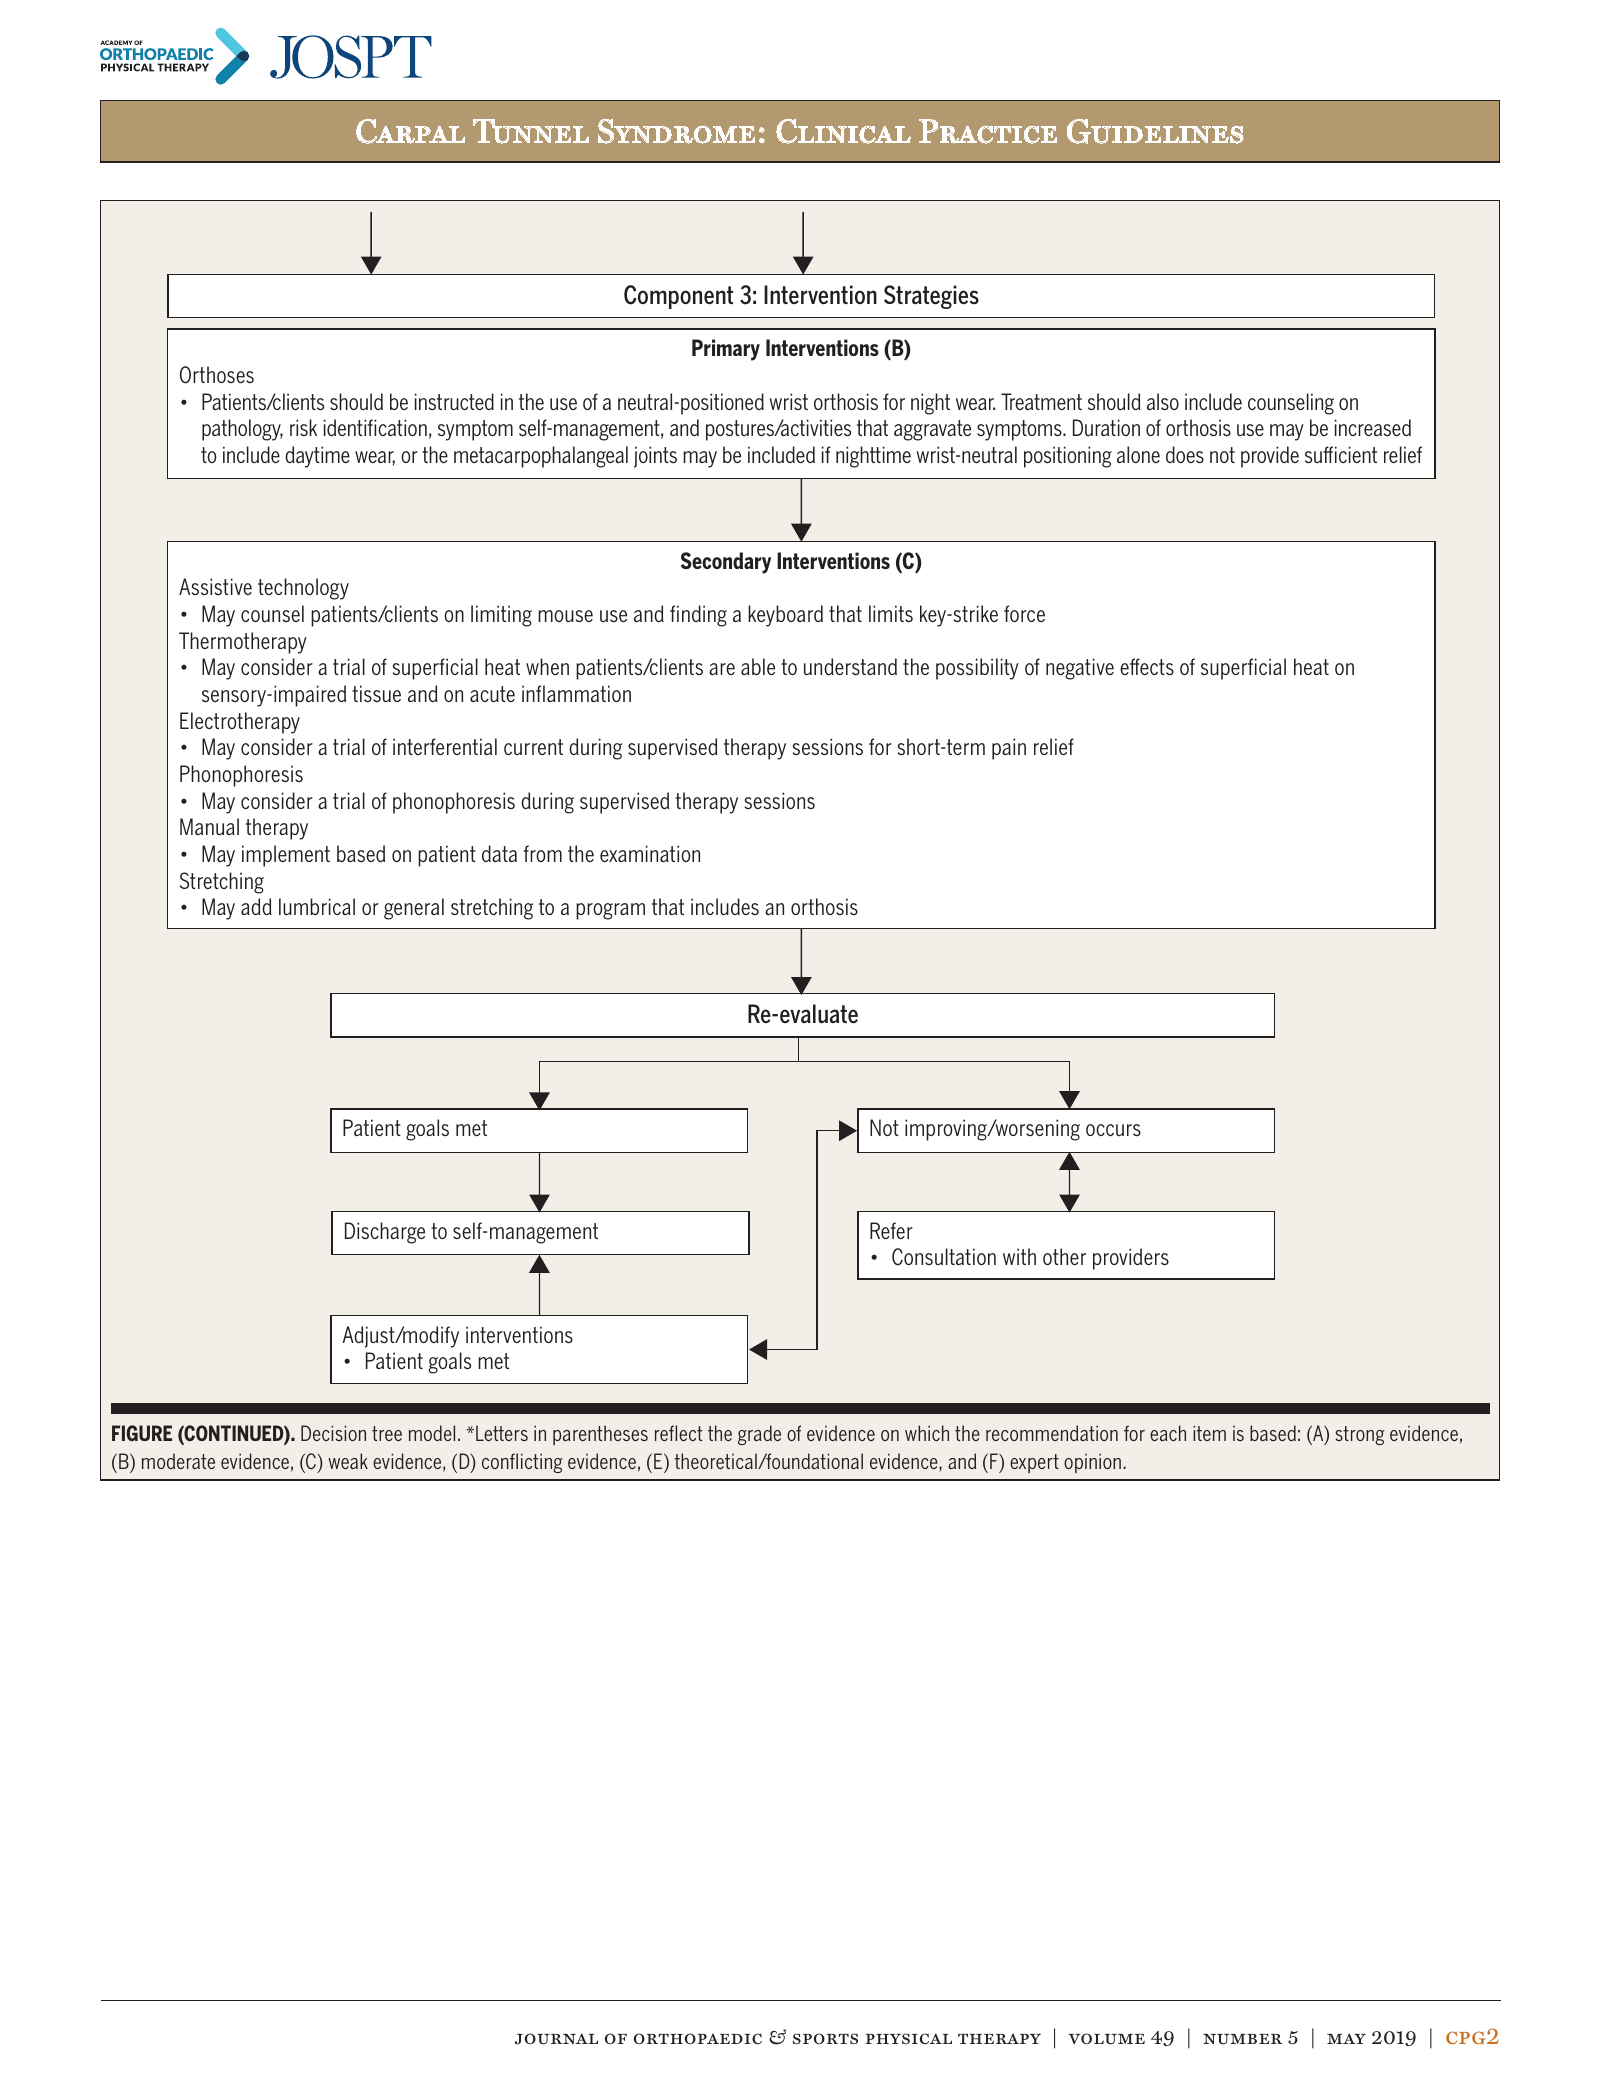 ACADEMY OF
ORTHOPAEDIC
PHYSICAL THERAPY
JOSPT
Carpal Tunnel Syndrome: Clinical Practice Guidelines
Component 3: Intervention Strategies
Primary Interventions (B)
Orthoses
• Patients/clients should be instructed in the use of a neutral-positioned wrist orthosis for night wear. Treatment should also include counseling on
pathology, risk identification, symptom self-management, and postures/activities that aggravate symptoms. Duration of orthosis use may be increased
to include daytime wear, or the metacarpophalangeal joints may be included if nighttime wrist-neutral positioning alone does not provide sufficient relief
Secondary Interventions (C)
Assistive technology
• May counsel patients/clients on limiting mouse use and finding a keyboard that limits key-strike force
Thermotherapy
• May consider a trial of superficial heat when patients/clients are able to understand the possibility of negative effects of superficial heat on
sensory-impaired tissue and on acute inflammation
Electrotherapy
• May consider a trial of interferential current during supervised therapy sessions for short-term pain relief
Phonophoresis
• May consider a trial of phonophoresis during supervised therapy sessions
Manual therapy
• May implement based on patient data from the examination
Stretching
• May add lumbrical or general stretching to a program that includes an orthosis
Re-evaluate
Patient goals met
Not improving/worsening occurs
Discharge to self-management
Refer
• Consultation with other providers
Adjust/modify interventions
• Patient goals met
FIGURE (CONTINUED). Decision tree model. *Letters in parentheses reflect the grade of evidence on which the recommendation for each item is based: (A) strong evidence,
(B) moderate evidence, (C) weak evidence, (D) conflicting evidence, (E) theoretical/foundational evidence, and (F) expert opinion.
JOURNAL OF ORTHOPAEDIC & SPORTS PHYSICAL THERAPY | VOLUME 49 | NUMBER 5 | MAY 2019 | CPG2